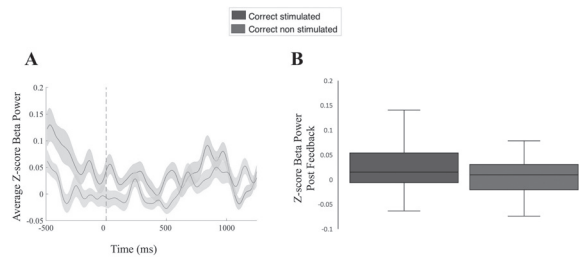 Correct stimulated
Correct non stimulated
A
B
Average Z-score Beta Power
0.2
0.15
0.1
0.05
0
-0.05
-500
0
500
1000
Time (ms)
Z-score Beta Power
Post Feedback
0.2
0.15
0.1
0.05
0
-0.05
-0.1